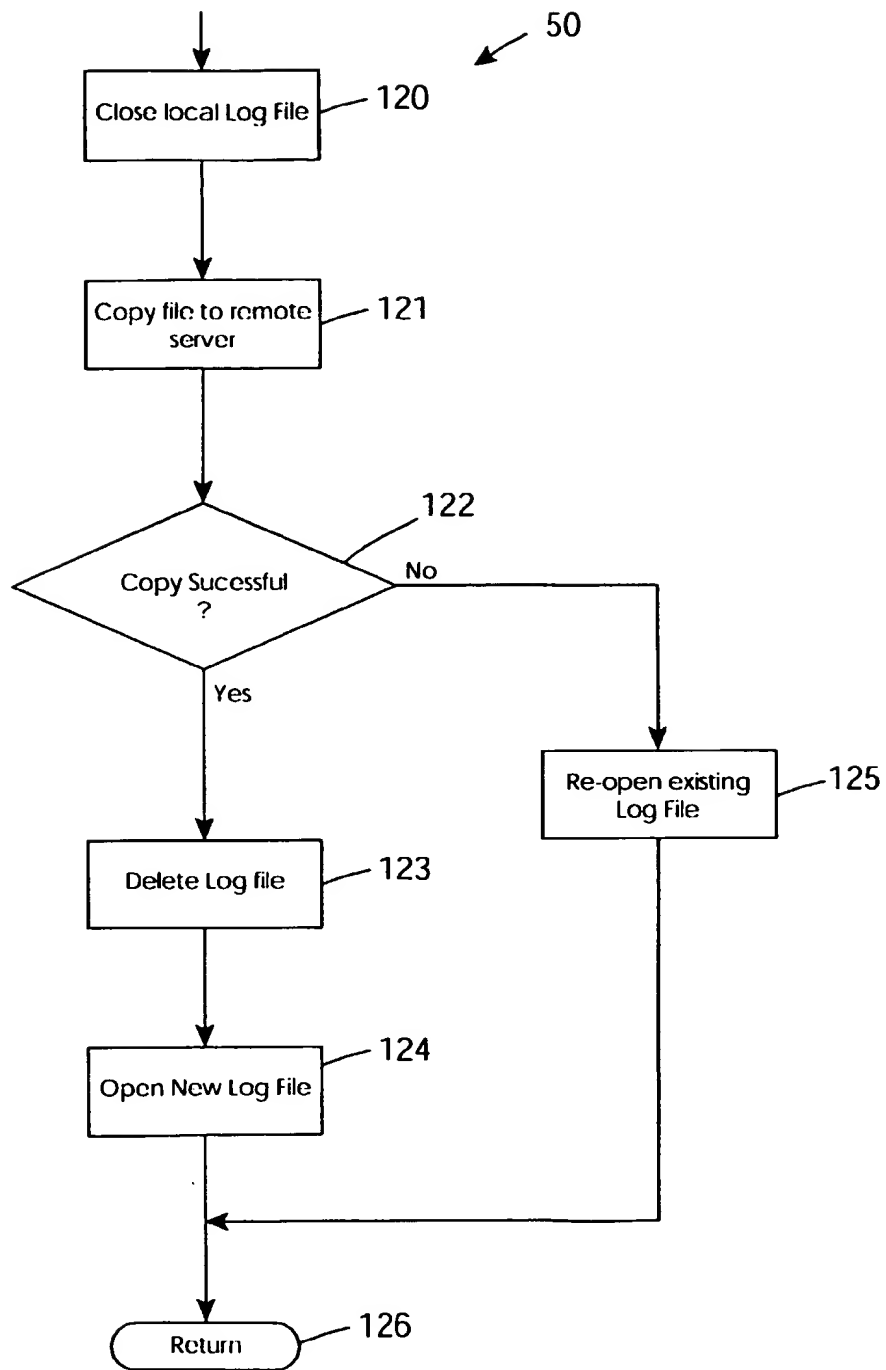 50
Close local Log File
120
Copy file to remote
server
121
122
Copy Sucessful
?
No
Yes
Re-open existing
Log File
125
Delete Log file
123
Open New Log File
124
Return
126